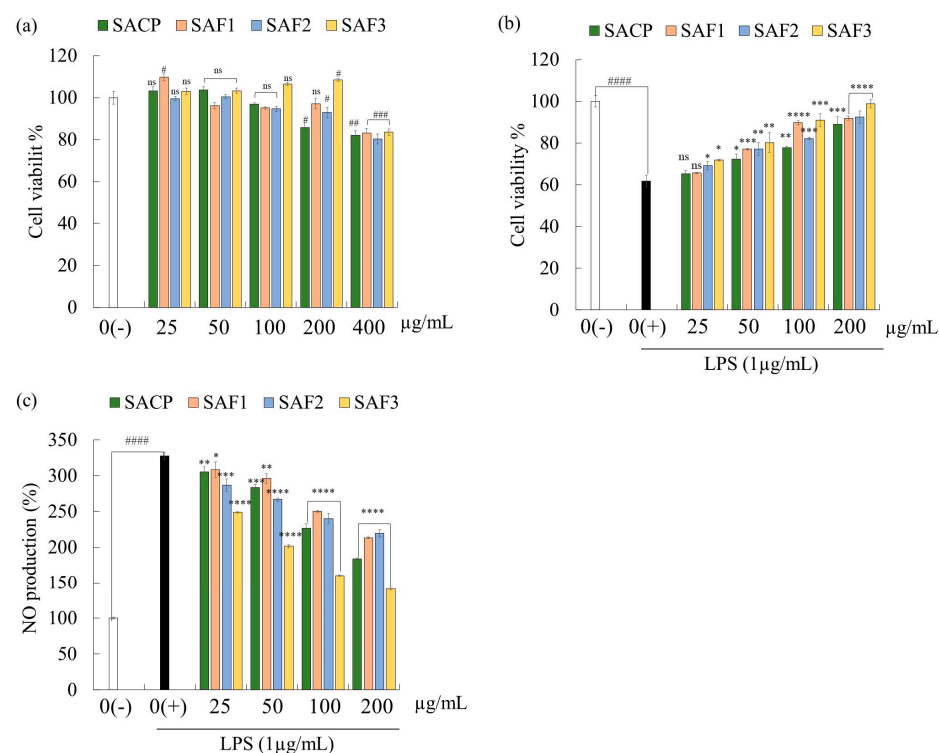 (a)
SACP SAF1 SAF2 SAF3
Cell viabilit %
120
100
80
60
40
20
0
ns # ns ns
ns
ns ns
# ns # #
## ###
0(-) 25 50 100 200 400 µg/mL
(b)
SACP SAF1 SAF2 SAF3
Cell viability %
120
100
80
60
40
20
0
####
ns ns * *
* *** ** **
** **** *** ***
*** ****
0(-) 0(+) 25 50 100 200 µg/mL
LPS (1µg/mL)
(c)
SACP SAF1 SAF2 SAF3
NO production (%)
350
300
250
200
150
100
50
0
####
** * *** ****
*** ** **** ****
****
****
0(-) 0(+) 25 50 100 200 µg/mL
LPS (1µg/mL)